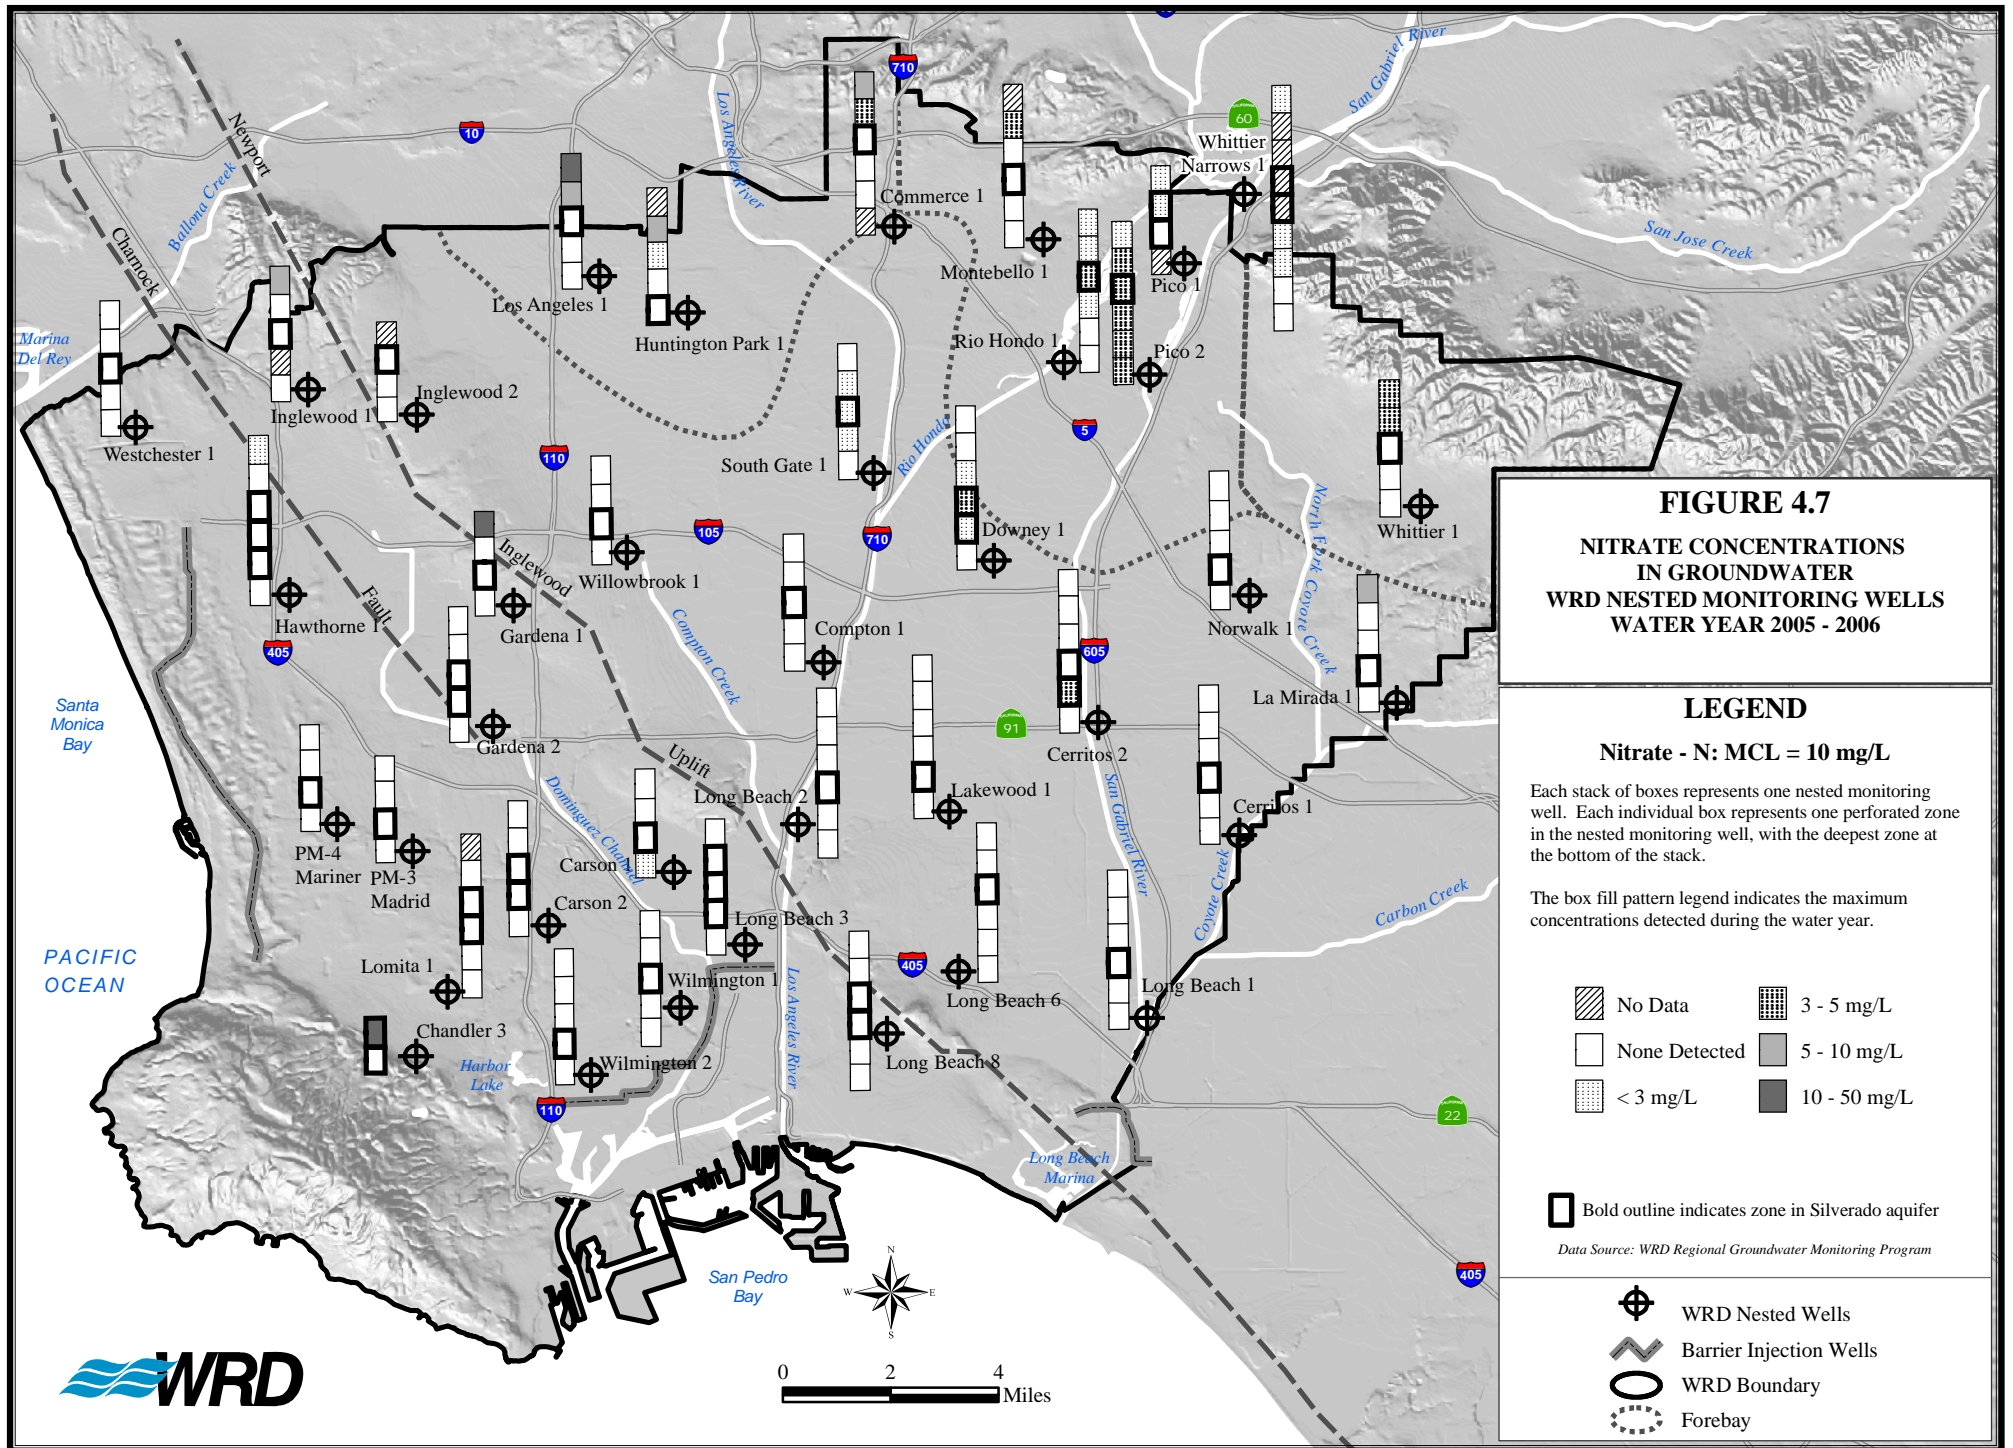 710
Los Angeles River
San Gabriel River
10
60
Newport
Whittier
Narrows 1
Ballona Creek
Commerce 1
Charnock
Montebello 1
San Jose Creek
Pico 1
Los Angeles 1
Huntington Park 1
Marina
Del Rey
Rio Hondo 1
Pico 2
Inglewood 2
Inglewood 1
Westchester 1
110
5
Rio Hondo
South Gate 1
105
710
Downey 1
North Fork Coyote Creek
Whittier 1
Inglewood
Willowbrook 1
Fault
Gardena 1
Hawthorne 1
405
Compton Creek
Compton 1
Norwalk 1
605
La Mirada 1
Santa
Monica
Bay
Gardena 2
91
Cerritos 2
Uplift
Dominguez Channel
Long Beach 2
Lakewood 1
San Gabriel River
Cerritos 1
PM-4
Mariner
PM-3
Madrid
Carson 1
Carson 2
Long Beach 3
Coyote Creek
Carbon Creek
PACIFIC
OCEAN
Lomita 1
Wilmington 1
405
Los Angeles River
Long Beach 6
Long Beach 1
Chandler 3
Harbor
Lake
Wilmington 2
Long Beach 8
110
22
Long Beach
Marina
San Pedro
Bay
N
W
E
S
405
0
2
4
Miles
WRD
FIGURE 4.7
NITRATE CONCENTRATIONS
IN GROUNDWATER
WRD NESTED MONITORING WELLS
WATER YEAR 2005 - 2006
LEGEND
Nitrate - N: MCL = 10 mg/L
Each stack of boxes represents one nested monitoring
well. Each individual box represents one perforated zone
in the nested monitoring well, with the deepest zone at
the bottom of the stack.
The box fill pattern legend indicates the maximum
concentrations detected during the water year.
No Data
3 - 5 mg/L
None Detected
5 - 10 mg/L
< 3 mg/L
10 - 50 mg/L
Bold outline indicates zone in Silverado aquifer
Data Source: WRD Regional Groundwater Monitoring Program
WRD Nested Wells
Barrier Injection Wells
WRD Boundary
Forebay